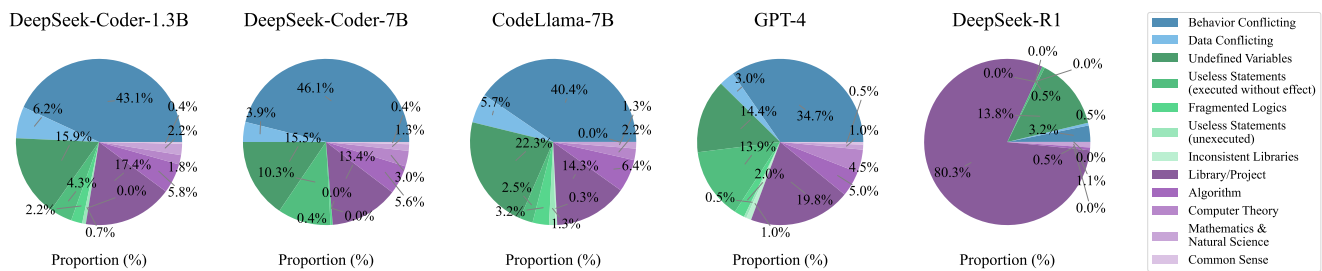 DeepSeek-Coder-1.3B
43.1%
6.2%
15.9%
4.3%
2.2%
0.7%
0.0%
17.4%
5.8%
1.8%
2.2%
0.4%
Proportion (%)
DeepSeek-Coder-7B
46.1%
3.9%
15.5%
10.3%
0.4%
0.0%
0.0%
13.4%
5.6%
3.0%
1.3%
0.4%
Proportion (%)
CodeLlama-7B
40.4%
5.7%
22.3%
2.5%
3.2%
1.3%
0.3%
14.3%
6.4%
2.2%
1.3%
0.0%
Proportion (%)
GPT-4
34.7%
3.0%
14.4%
13.9%
0.5%
1.0%
2.0%
19.8%
5.0%
4.5%
1.0%
0.5%
Proportion (%)
DeepSeek-R1
0.0%
0.0%
0.0%
0.5%
13.8%
0.5%
3.2%
0.0%
0.5%
80.3%
1.1%
0.0%
Proportion (%)
Behavior Conflicting
Data Conflicting
Undefined Variables
Useless Statements
(executed without effect)
Fragmented Logics
Useless Statements
(unexecuted)
Inconsistent Libraries
Library/Project
Algorithm
Computer Theory
Mathematics &
Natural Science
Common Sense